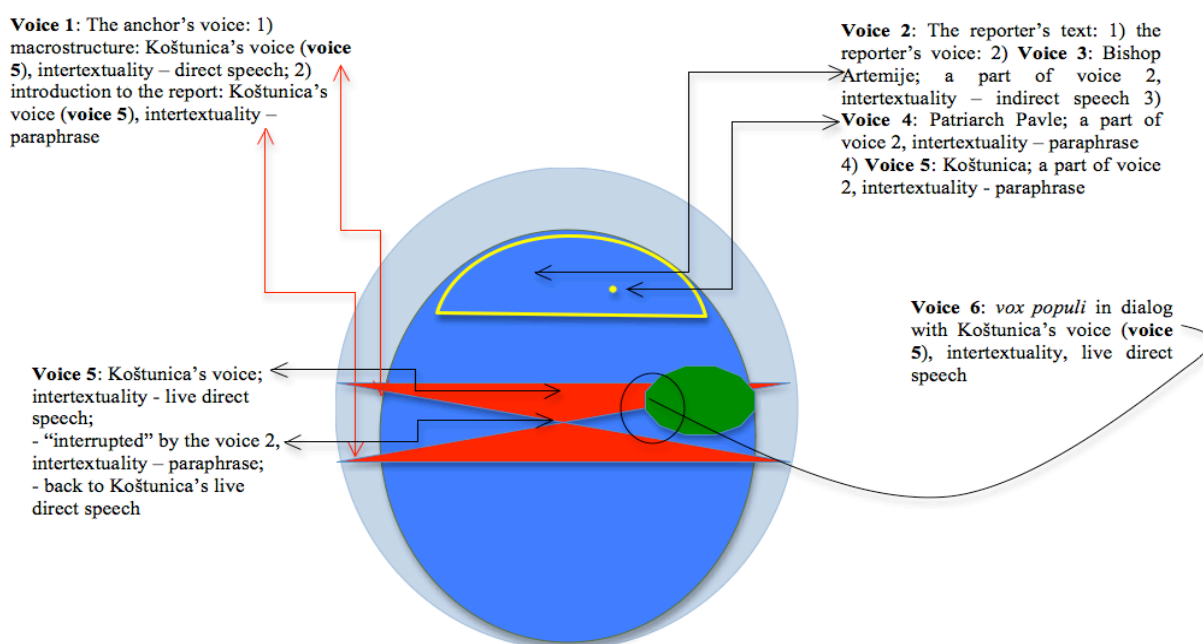 Voice 1: The anchor's voice: 1)
macrostructure: Koštunica's voice (voice
5), intertextuality – direct speech; 2)
introduction to the report: Koštunica's
voice (voice 5), intertextuality –
paraphrase
Voice 2: The reporter's text: 1) the
reporter's voice: 2) Voice 3: Bishop
Artemije; a part of voice 2,
intertextuality – indirect speech 3)
Voice 4: Patriarch Pavle; a part of
voice 2, intertextuality – paraphrase
4) Voice 5: Koštunica; a part of voice
2, intertextuality - paraphrase
Voice 6: vox populi in dialog
with Koštunica's voice (voice
5), intertextuality, live direct
speech
Voice 5: Koštunica's voice;
intertextuality - live direct
speech;
- "interrupted" by the voice 2,
intertextuality – paraphrase;
- back to Koštunica's live
direct speech